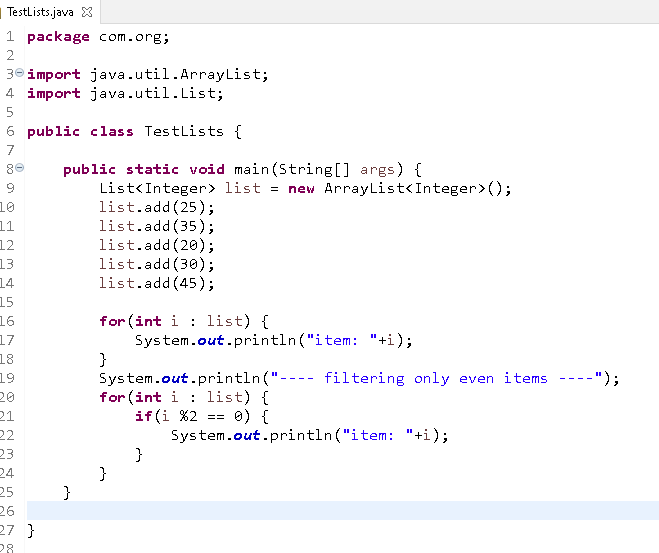 TestLists.java
1 package com.org;
2
3 import java.util.ArrayList;
4 import java.util.List;
5
6 public class TestLists {
7
8     public static void main(String[] args) {
9         List<Integer> list = new ArrayList<Integer>();
10         list.add(25);
11         list.add(35);
12         list.add(20);
13         list.add(30);
14         list.add(45);
15
16         for(int i : list) {
17             System.out.println("item: "+i);
18         }
19         System.out.println("---- filtering only even items ----");
20         for(int i : list) {
21             if(i %2 == 0) {
22                 System.out.println("item: "+i);
23             }
24         }
25     }
26
27 }
28